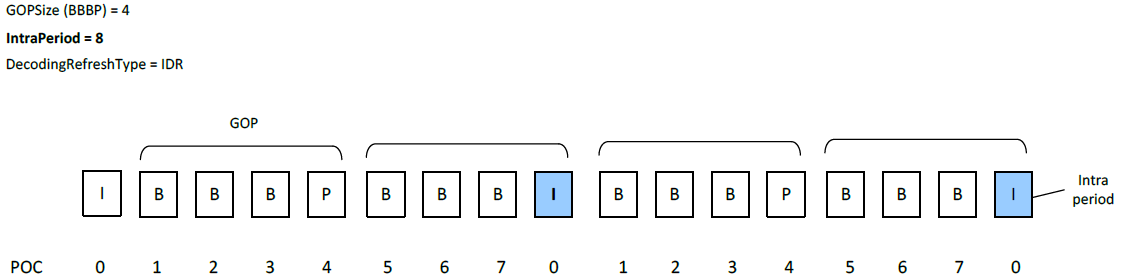 GOPSize (BBBP) = 4
IntraPeriod = 8
DecodingRefreshType = IDR
GOP
I B B B P B B B I B B B P B B B I
Intra
period
POC 0 1 2 3 4 5 6 7 0 1 2 3 4 5 6 7 0